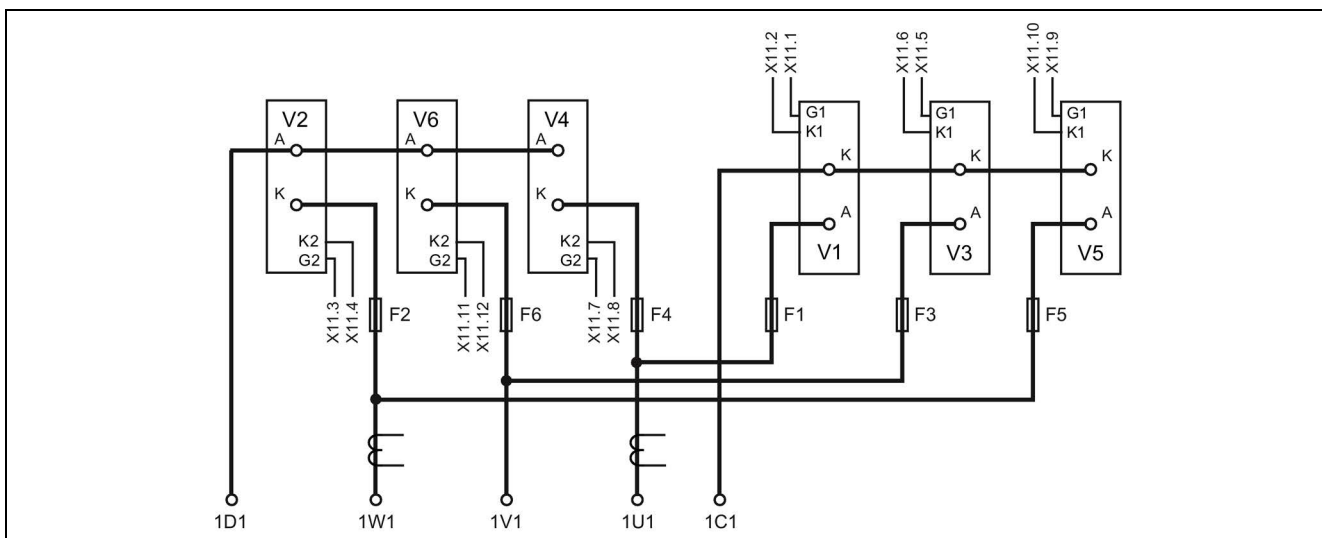 X11.2
X11.1
X11.6
X11.5
X11.10
X11.9
V2
V6
V4
A
A
A
K
K
K
K2
G2
K2
G2
K2
G2
G1
K1
G1
K1
G1
K1
K
K
K
A
A
A
V1
V3
V5
X11.3
X11.4
X11.11
X11.12
X11.7
X11.8
F2
F6
F4
F1
F3
F5
1D1
1W1
1V1
1U1
1C1